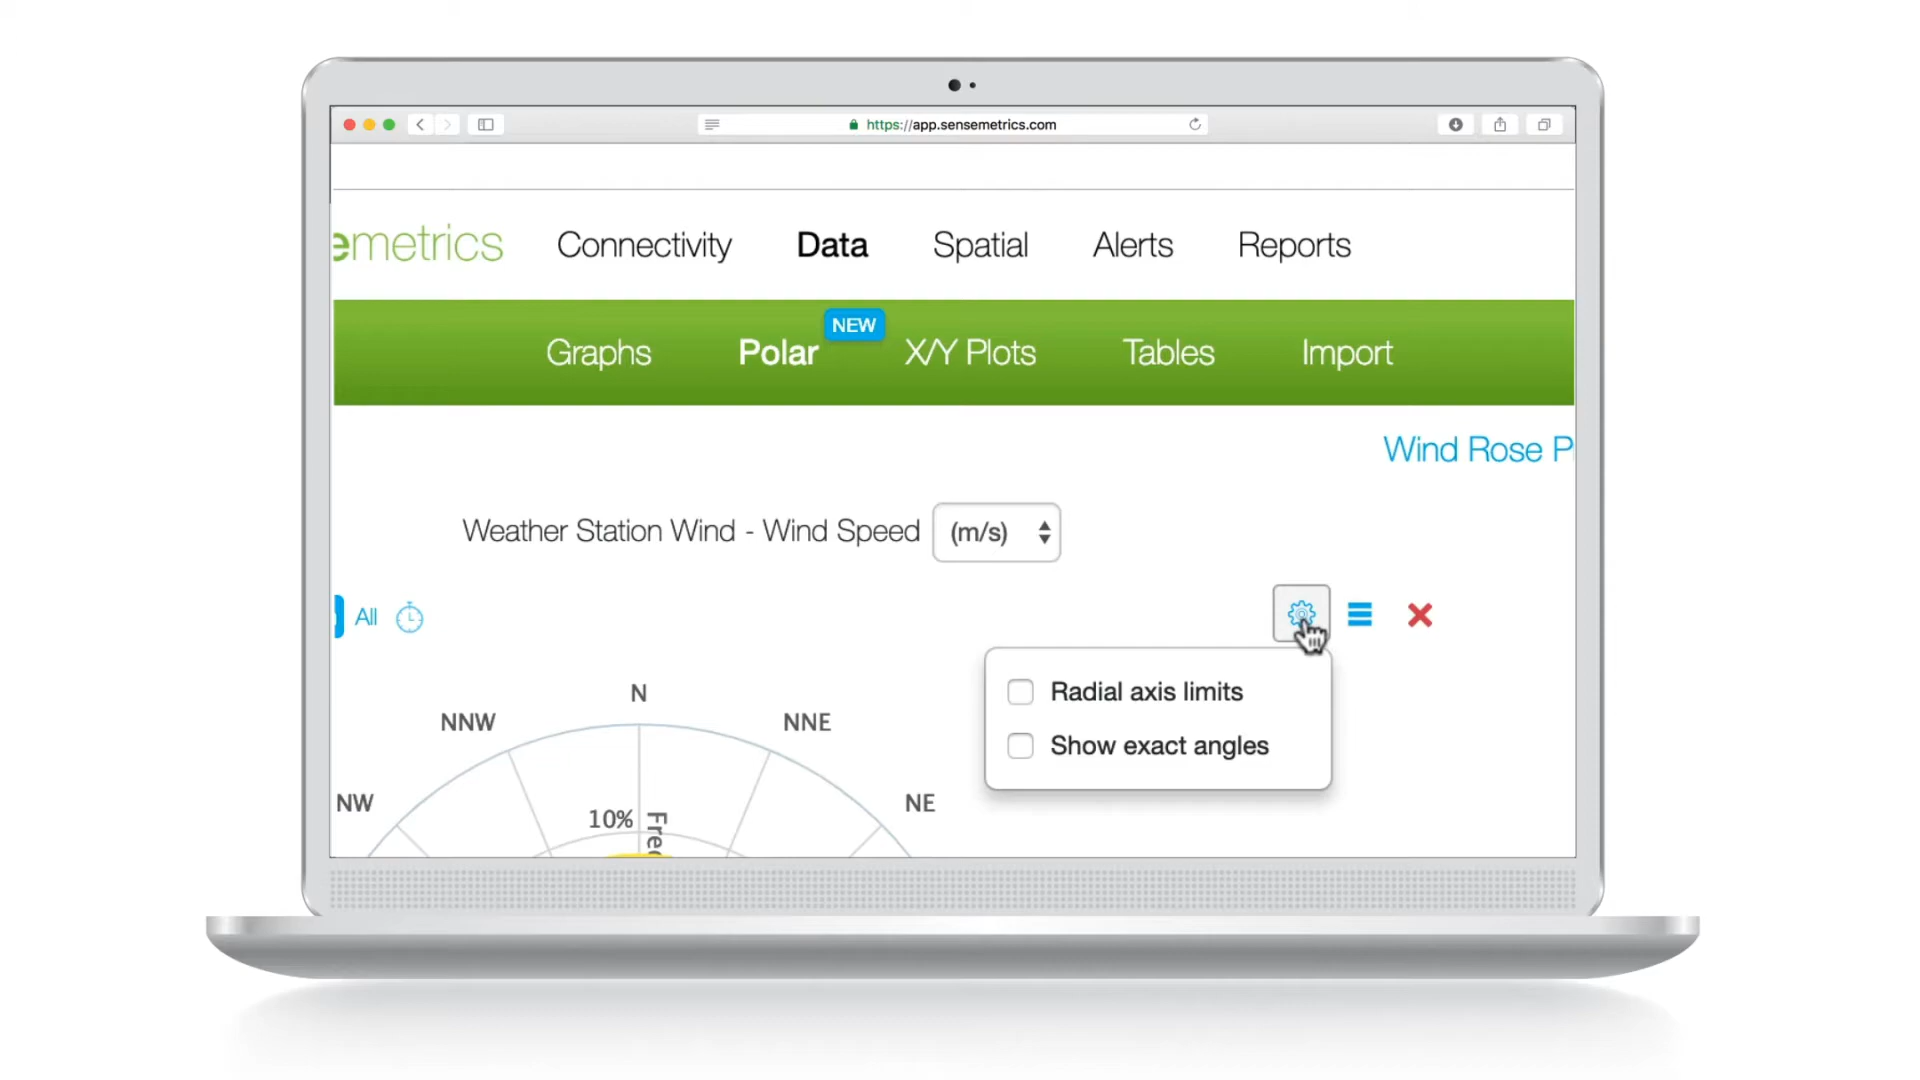 https://app.sensemetrics.com
emetrics Connectivity Data Spatial Alerts Reports
Graphs Polar NEW X/Y Plots Tables Import
Wind Rose P
Weather Station Wind - Wind Speed (m/s)
All
Radial axis limits
Show exact angles
N
NNW NNE
NW NE
10%
Freq